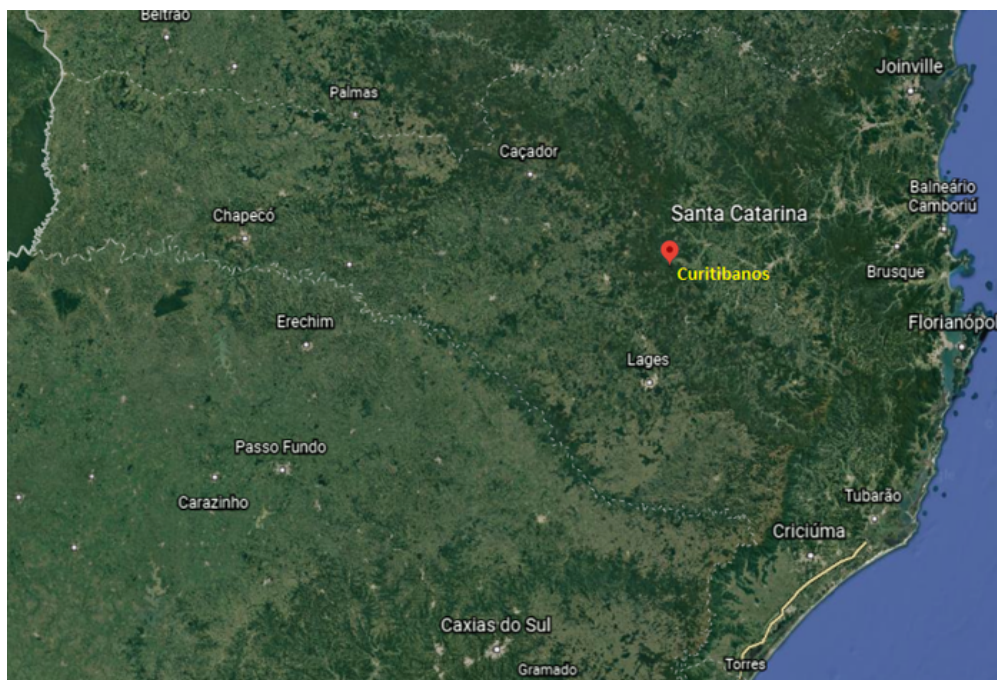 Beltrão
Joinville
Palmas
Caçador
Balneário
Camboriú
Santa Catarina
Chapecó
Curitibanos
Brusque
Erechim
Florianópol
Lages
Passo Fundo
Carazinho
Tubarão
Criciúma
Caxias do Sul
Torres
Gramado